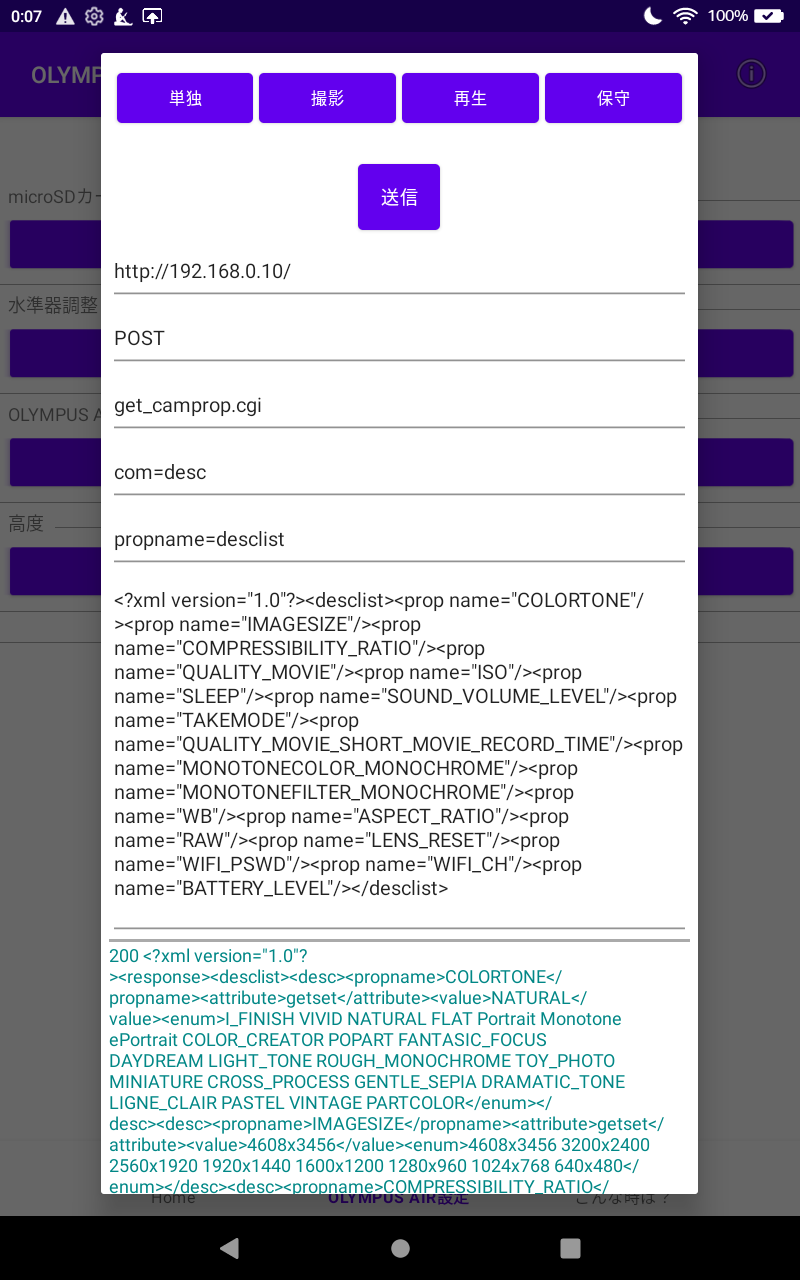 0:07
100%
OLYMP
単独 撮影 再生 保守
送信
microSDカー
http://192.168.0.10/
水準器調整
POST
get_camprop.cgi
OLYMPUS A
com=desc
高度
propname=desclist
<?xml version="1.0"?><desclist><prop name="COLORTONE"/
><prop name="IMAGESIZE"/><prop
name="COMPRESSIBILITY_RATIO"/><prop
name="QUALITY_MOVIE"/><prop name="ISO"/><prop
name="SLEEP"/><prop name="SOUND_VOLUME_LEVEL"/><prop
name="TAKEMODE"/><prop
name="QUALITY_MOVIE_SHORT_MOVIE_RECORD_TIME"/><prop
name="MONOTONECOLOR_MONOCHROME"/><prop
name="MONOTONEFILTER_MONOCHROME"/><prop
name="WB"/><prop name="ASPECT_RATIO"/><prop
name="RAW"/><prop name="LENS_RESET"/><prop
name="WIFI_PSWD"/><prop name="WIFI_CH"/><prop
name="BATTERY_LEVEL"/></desclist>
200 <?xml version="1.0"?
><response><desclist><desc><propname>COLORTONE</
propname><attribute>getset</attribute><value>NATURAL</
value><enum>I_FINISH VIVID NATURAL FLAT Portrait Monotone
ePortrait COLOR_CREATOR POPART FANTASIC_FOCUS
DAYDREAM LIGHT_TONE ROUGH_MONOCHROME TOY_PHOTO
MINIATURE CROSS_PROCESS GENTLE_SEPIA DRAMATIC_TONE
LIGNE_CLAIR PASTEL VINTAGE PARTCOLOR</enum></
desc><desc><propname>IMAGESIZE</propname><attribute>getset</
attribute><value>4608x3456</value><enum>4608x3456 3200x2400
2560x1920 1920x1440 1600x1200 1280x960 1024x768 640x480</
enum></desc><desc><propname>COMPRESSIBILITY_RATIO</
Home OLYMPUS AIR設定 こんな時は？